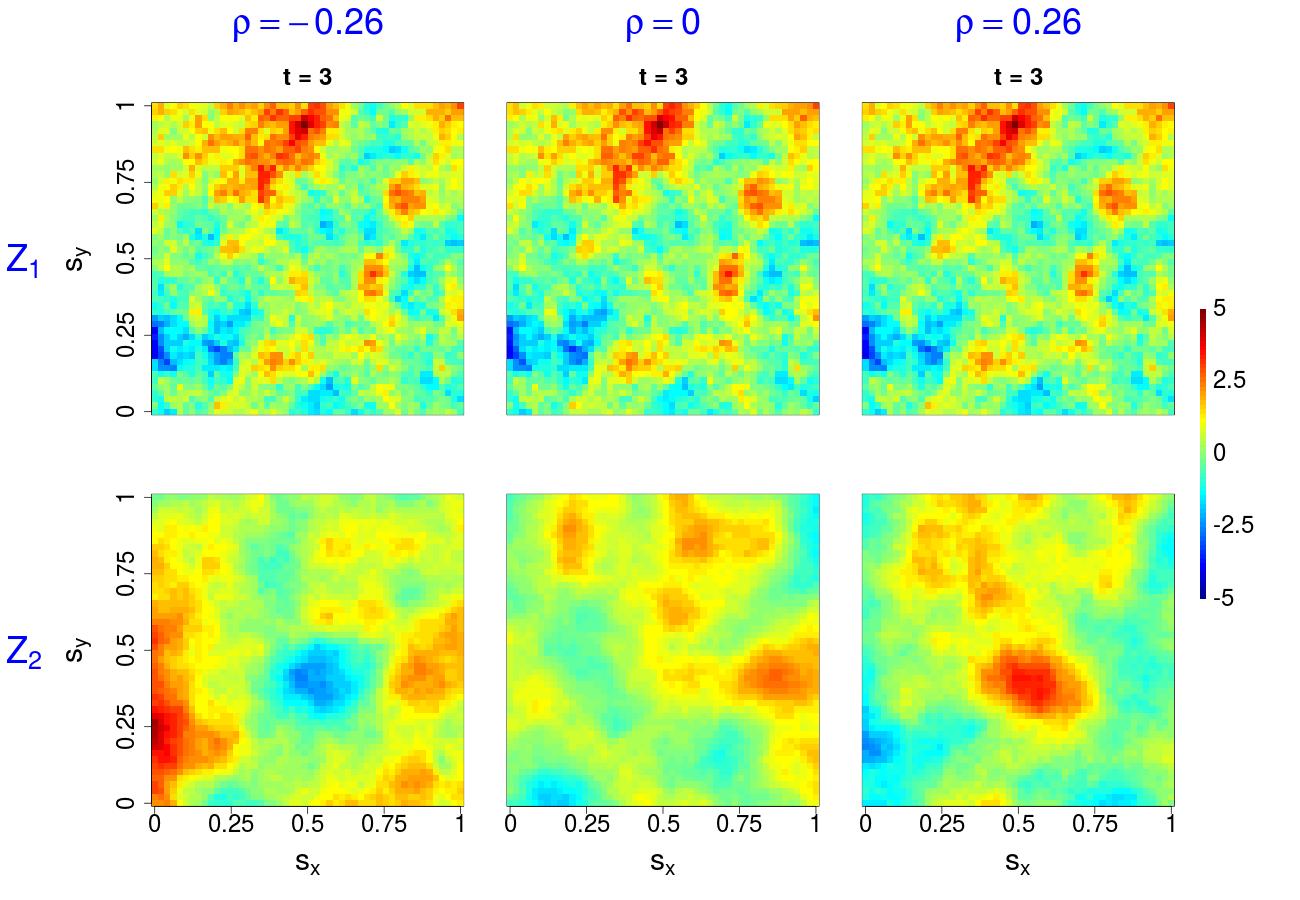 ρ = −0.26 ρ = 0 ρ = 0.26
t = 3 t = 3 t = 3
Z1
sy
1
0.75
0.5
0.25
0
5
2.5
0
-2.5
-5
Z2
sy
1
0.75
0.5
0.25
0
0 0.25 0.5 0.75 1 0 0.25 0.5 0.75 1 0 0.25 0.5 0.75 1
sx sx sx